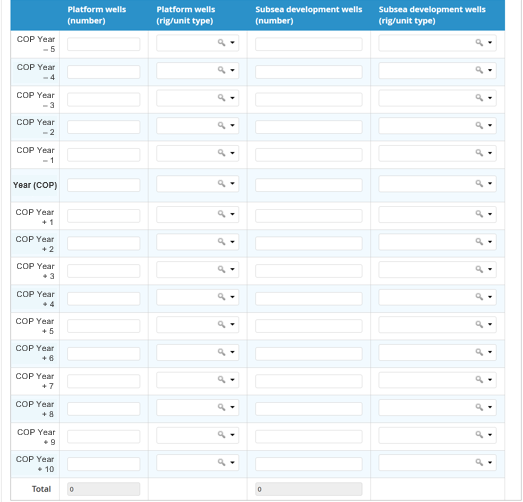 Platform wells Platform wells Subsea development wells Subsea development wells
(number) (rig/unit type) (number) (rig/unit type)
COP Year
– 5
COP Year
– 4
COP Year
– 3
COP Year
– 2
COP Year
– 1
Year (COP)
COP Year
+ 1
COP Year
+ 2
COP Year
+ 3
COP Year
+ 4
COP Year
+ 5
COP Year
+ 6
COP Year
+ 7
COP Year
+ 8
COP Year
+ 9
COP Year
+ 10
Total 0 0